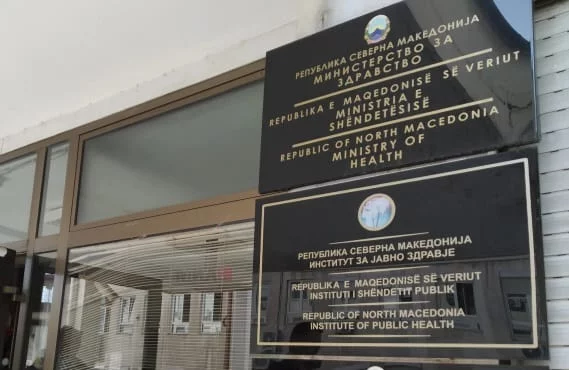 РЕПУБЛИКА СЕВЕРНА МАКЕДОНИЈА
МИНИСТЕРСТВО ЗА
ЗДРАВСТВО
REPUBLIKA E MAQEDONISË SË VERIUT
MINISTRIA E
SHËNDETËSISË
REPUBLIC OF NORTH MACEDONIA
MINISTRY OF
HEALTH
РЕПУБЛИКА СЕВЕРНА МАКЕДОНИЈА
ИНСТИТУТ ЗА ЈАВНО ЗДРАВЈЕ
REPUBLIKA E MAQEDONISË SË VERIUT
INSTITUTI I SHËNDETIT PUBLIK
REPUBLIC OF NORTH MACEDONIA
INSTITUTE OF PUBLIC HEALTH